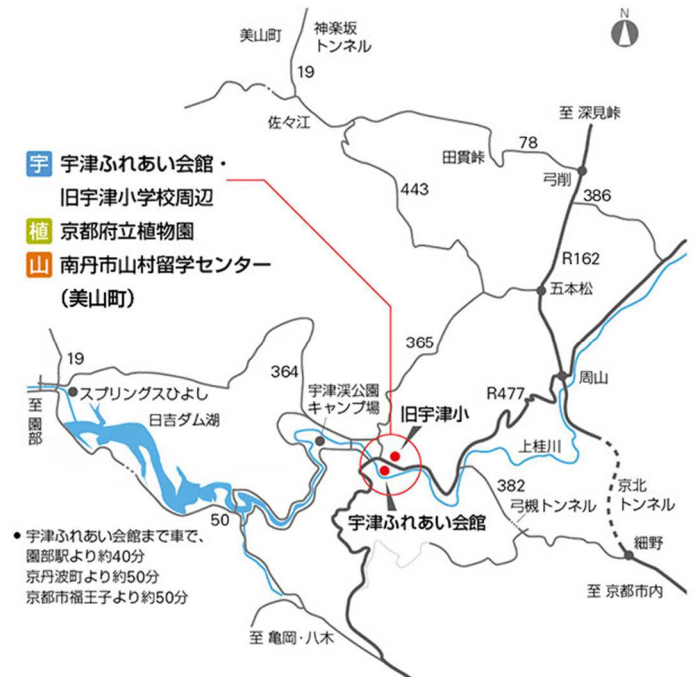 N
美山町
神楽坂
トンネル
19
佐々江
至 深見峠
78
田貫峠
弓削
443
386
宇 宇津ふれあい会館・
旧宇津小学校周辺
植 京都府立植物園
山 南丹市山村留学センター
(美山町)
R162
五本松
365
19
364
スプリングスひよし
至 園部
日吉ダム湖
宇津渓公園
キャンプ場
旧宇津小
R477
周山
上桂川
382
弓槻トンネル
京北
トンネル
50
宇津ふれあい会館
細野
至 京都市内
• 宇津ふれあい会館まで車で、
園部駅より約40分
京丹波町より約50分
京都市福王子より約50分
至 亀岡・八木